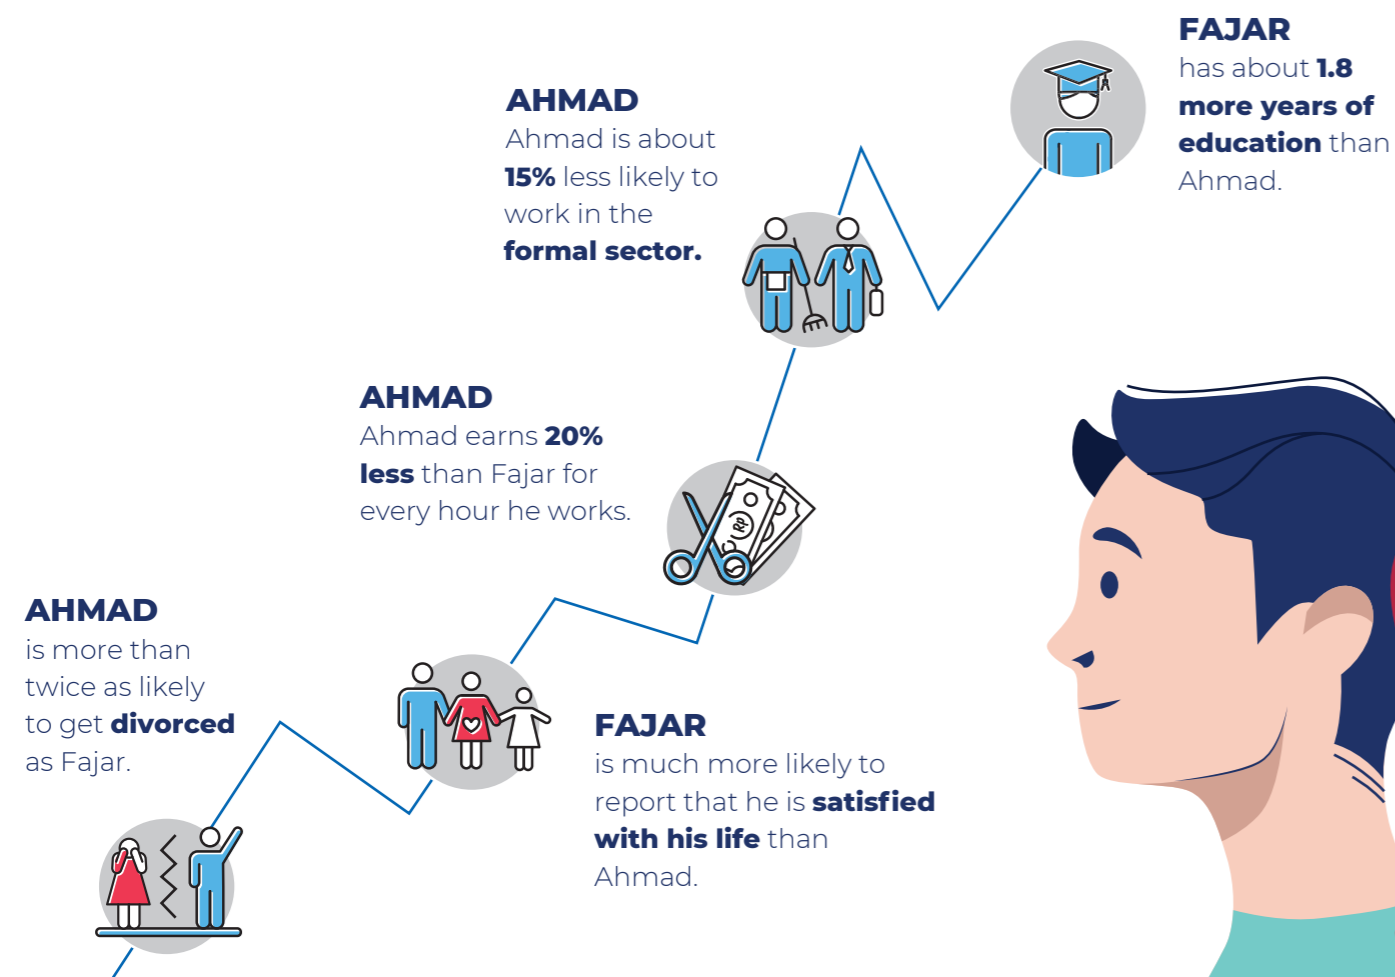 FAJAR
has about 1.8
more years of
education than
Ahmad.
AHMAD
Ahmad is about
15% less likely to
work in the
formal sector.
AHMAD
Ahmad earns 20%
less than Fajar for
every hour he works.
Rp
AHMAD
is more than
twice as likely
to get divorced
as Fajar.
FAJAR
is much more likely to
report that he is satisfied
with his life than
Ahmad.